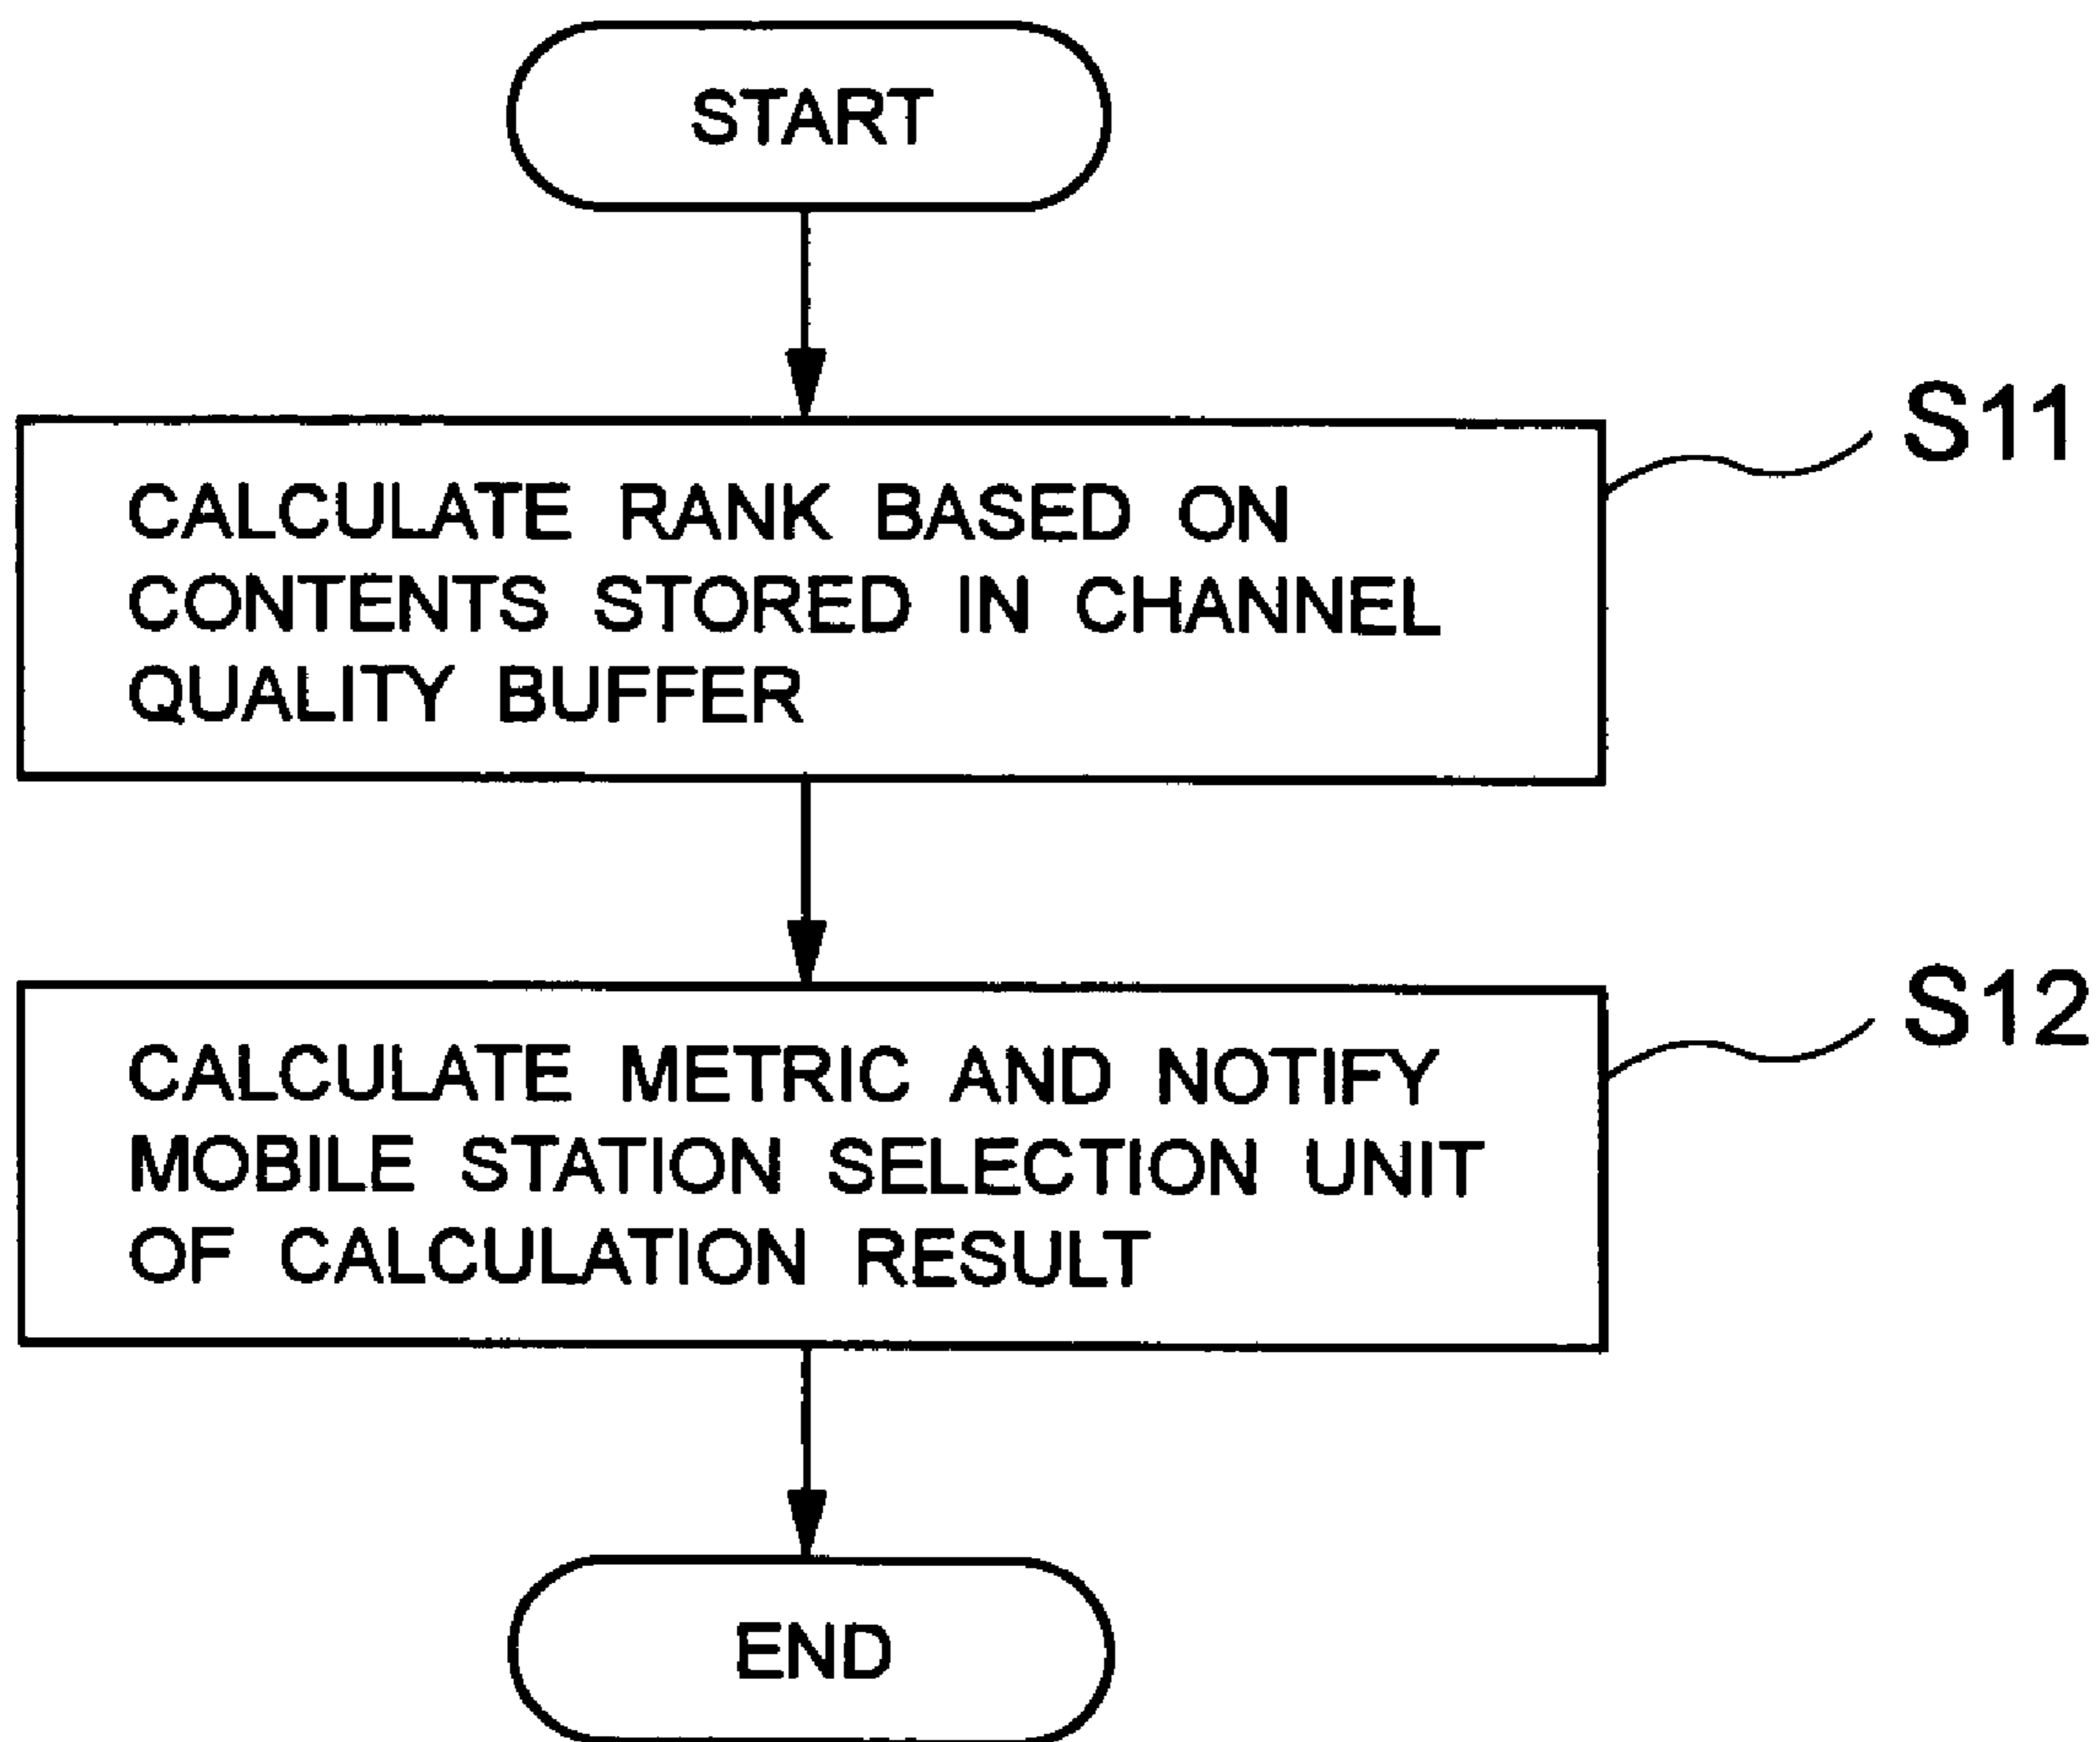 START
S11
CALCULATE RANK BASED ON
CONTENTS STORED IN CHANNEL
QUALITY BUFFER
S12
CALCULATE METRIC AND NOTIFY
MOBILE STATION SELECTION UNIT
OF CALCULATION RESULT
END